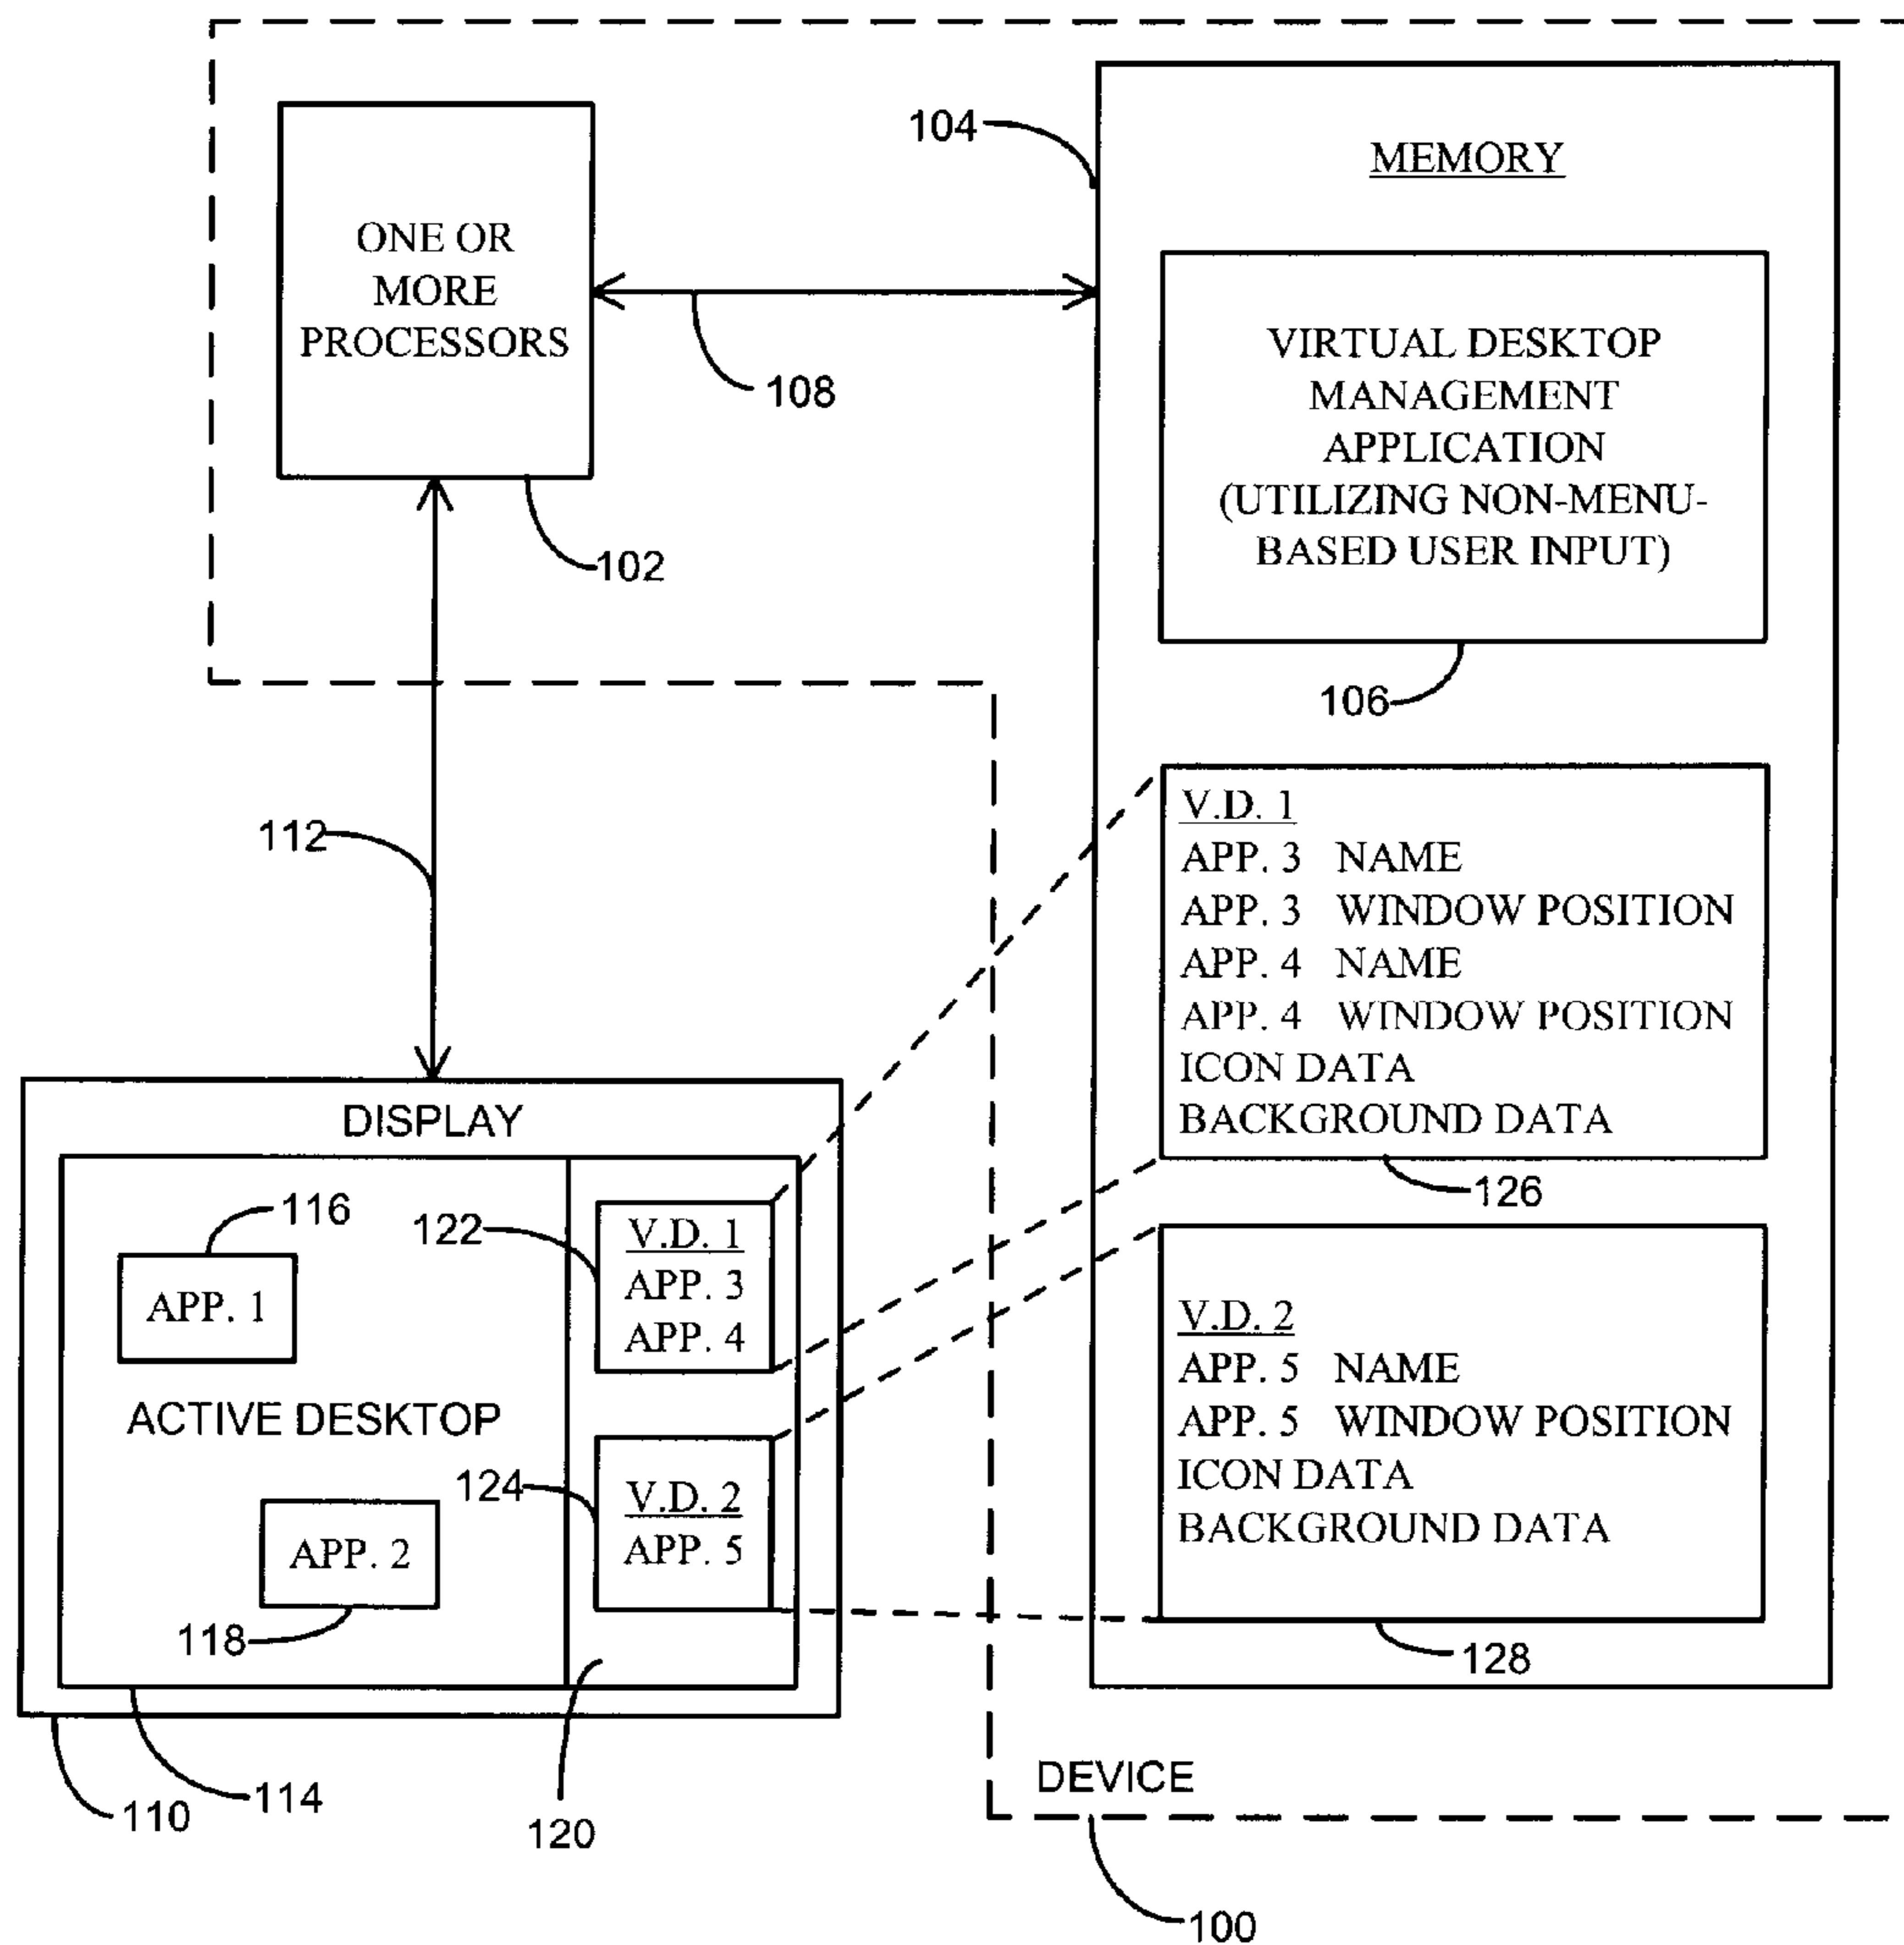 104
MEMORY
ONE OR
MORE
PROCESSORS
108
102
VIRTUAL DESKTOP
MANAGEMENT
APPLICATION
(UTILIZING NON-MENU-
BASED USER INPUT)
106
112
V.D. 1
APP. 3 NAME
APP. 3 WINDOW POSITION
APP. 4 NAME
APP. 4 WINDOW POSITION
ICON DATA
BACKGROUND DATA
126
DISPLAY
116
APP. 1
ACTIVE DESKTOP
APP. 2
118
122
V.D. 1
APP. 3
APP. 4
124
V.D. 2
APP. 5
V.D. 2
APP. 5 NAME
APP. 5 WINDOW POSITION
ICON DATA
BACKGROUND DATA
128
110
114
120
DEVICE
100